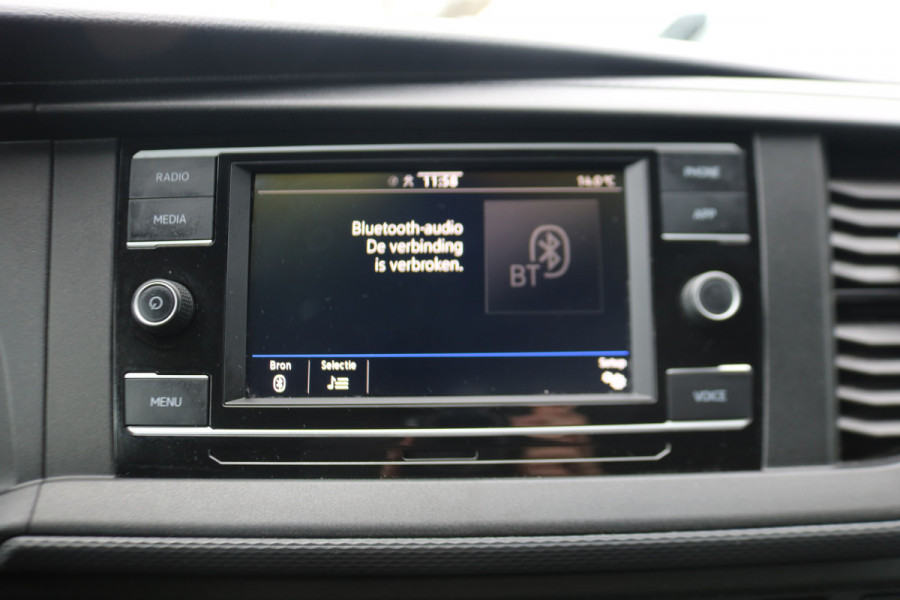 RADIO
MEDIA
MENU
11:58
14.0°C
Bluetooth-audio
De verbinding
is verbroken.
BT
Bron
Selectie
Setup
PHONE
APP
VOICE